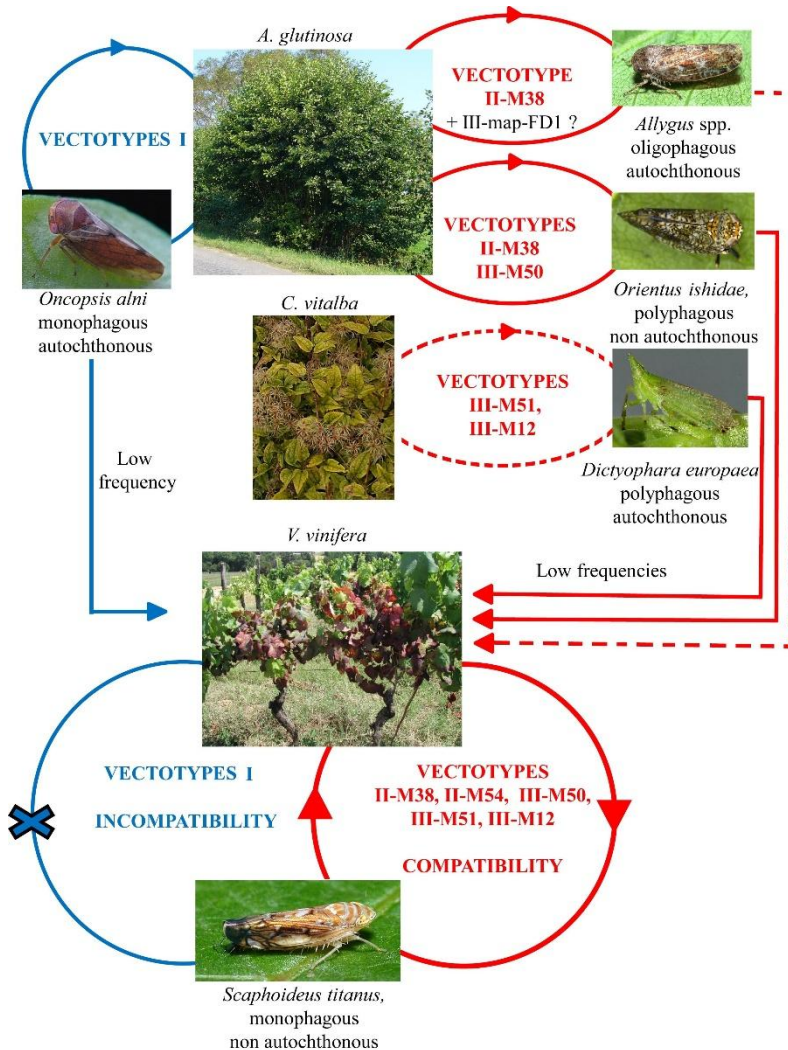 A. glutinosa
VECTOTYPES I
VECTOTYPE
II-M38
+ III-map-FD1 ?
Allygus spp.
oligophagous
autochthonous
Oncopsis alni
monophagous
autochthonous
VECTOTYPES
II-M38
III-M50
Orientus ishidae,
polyphagous
non autochthonous
C. vitalba
VECTOTYPES
III-M51,
III-M12
Dictyophara europaea
polyphagous
autochthonous
Low
frequency
V. vinifera
Low frequencies
VECTOTYPES I
INCOMPATIBILITY
VECTOTYPES
II-M38, II-M54, III-M50,
III-M51, III-M12
COMPATIBILITY
Scaphoideus titanus,
monophagous
non autochthonous